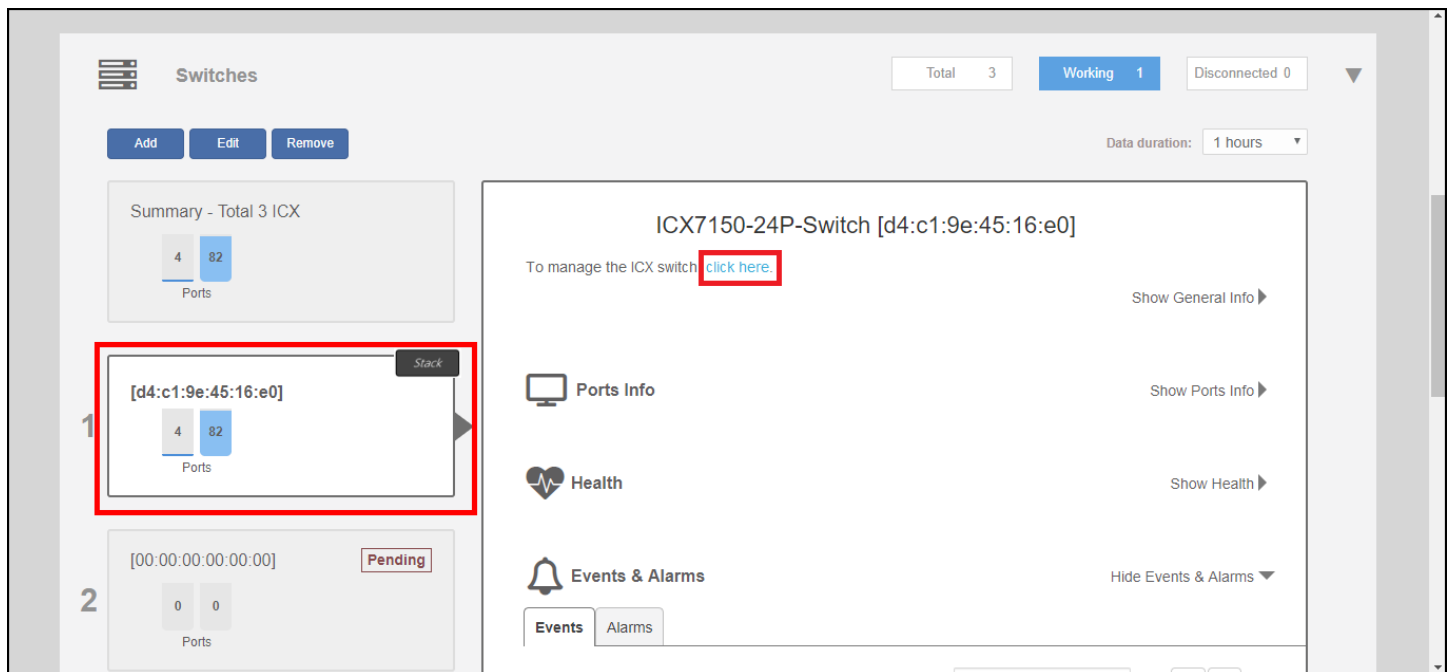 Switches
Total 3
Working 1
Disconnected 0
Add
Edit
Remove
Data duration: 1 hours
Summary - Total 3 ICX
4 82
Ports
1
Stack
[d4:c1:9e:45:16:e0]
4 82
Ports
2
[00:00:00:00:00:00]
Pending
0 0
Ports
ICX7150-24P-Switch [d4:c1:9e:45:16:e0]
To manage the ICX switch click here.
Show General Info
Ports Info
Show Ports Info
Health
Show Health
Events & Alarms
Hide Events & Alarms
Events
Alarms